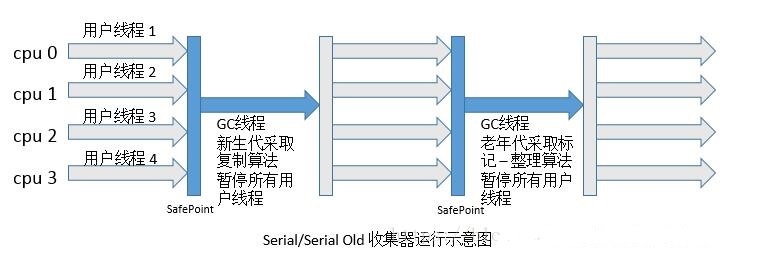 cpu 0
用户线程 1
cpu 1
用户线程 2
cpu 2
用户线程 3
cpu 3
用户线程 4
SafePoint
GC线程
新生代采取
复制算法
暂停所有用
户线程
SafePoint
GC线程
老年代采取标
记–整理算法
暂停所有用户
线程
Serial/Serial Old 收集器运行示意图